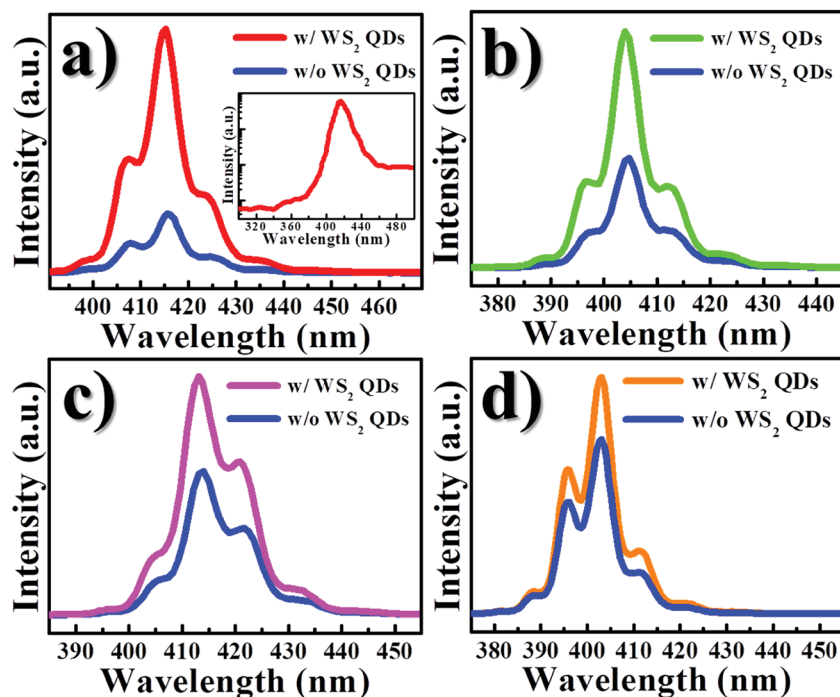 a)
w/ WS₂ QDs
w/o WS₂ QDs
Intensity (a.u.)
Intensity (a.u.)
320 400 440 480
Wavelength (nm)
400 410 420 430 440 450 460
Wavelength (nm)
b)
w/ WS₂ QDs
w/o WS₂ QDs
Intensity (a.u.)
380 390 400 410 420 430 440
Wavelength (nm)
c)
w/ WS₂ QDs
w/o WS₂ QDs
Intensity (a.u.)
390 400 410 420 430 440 450
Wavelength (nm)
d)
w/ WS₂ QDs
w/o WS₂ QDs
Intensity (a.u.)
380 390 400 410 420 430 440 450
Wavelength (nm)